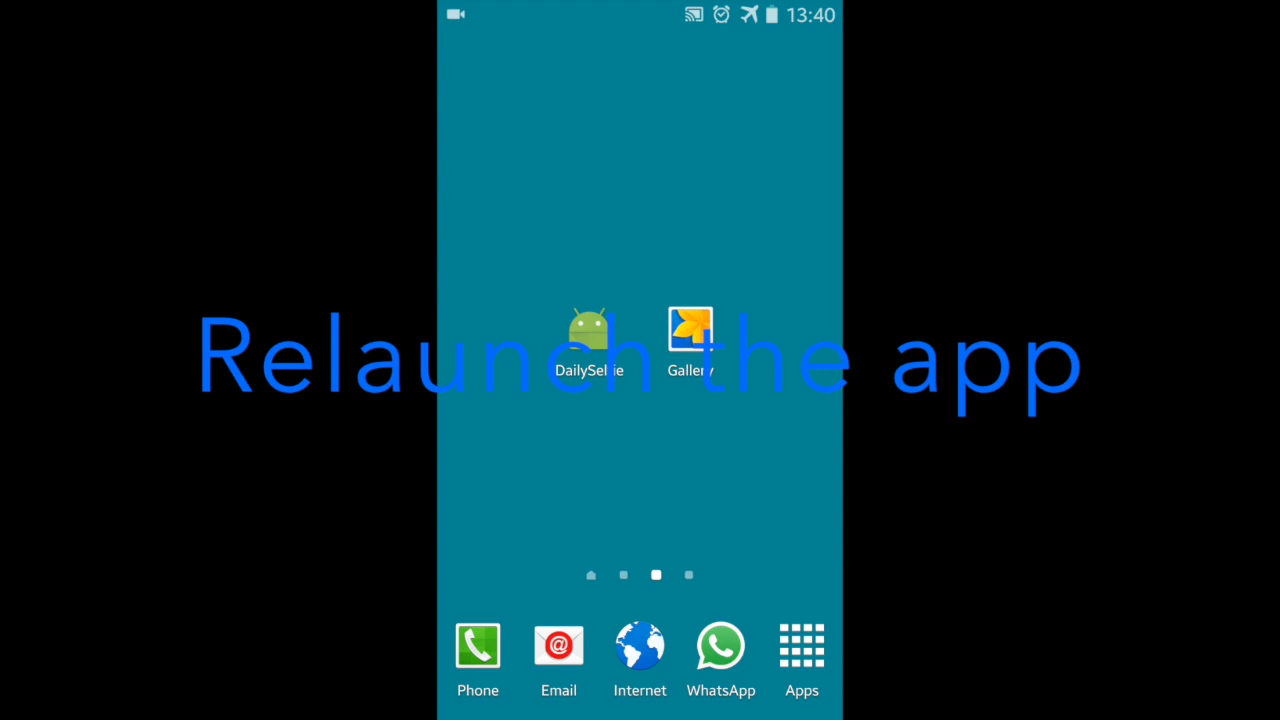 13:40
DailySelfie Gallery
Relaunch the app
@
Phone Email Internet WhatsApp Apps